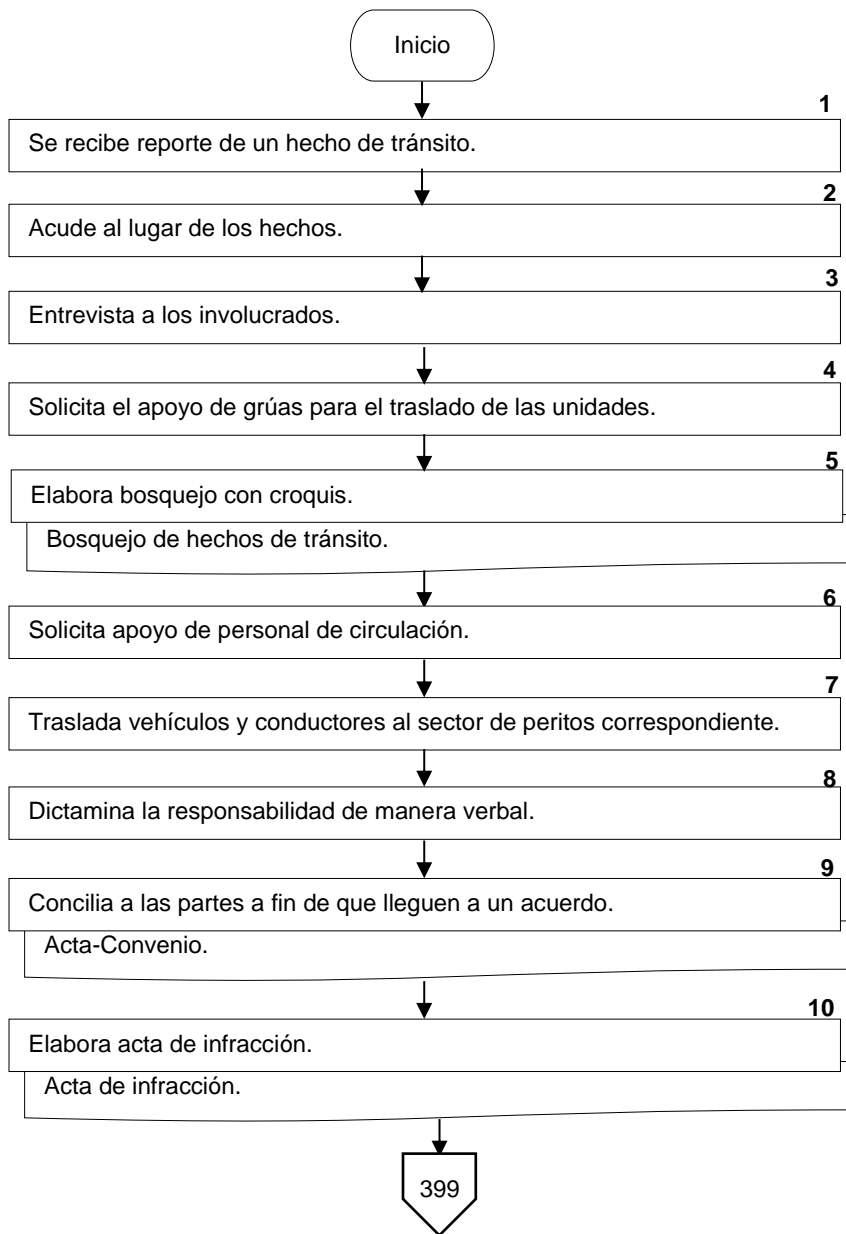 Inicio
1
Se recibe reporte de un hecho de tránsito.
2
Acude al lugar de los hechos.
3
Entrevista a los involucrados.
4
Solicita el apoyo de grúas para el traslado de las unidades.
5
Elabora bosquejo con croquis.
Bosquejo de hechos de tránsito.
6
Solicita apoyo de personal de circulación.
7
Traslada vehículos y conductores al sector de peritos correspondiente.
8
Dictamina la responsabilidad de manera verbal.
9
Concilia a las partes a fin de que lleguen a un acuerdo.
Acta-Convenio.
10
Elabora acta de infracción.
Acta de infracción.
399